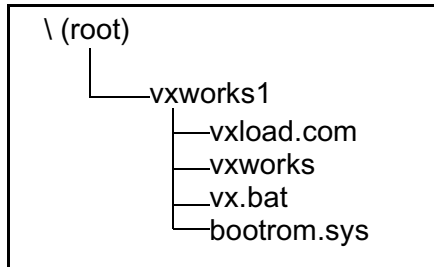 \ (root)
vxworks1
vxload.com
vxworks
vx.bat
bootrom.sys